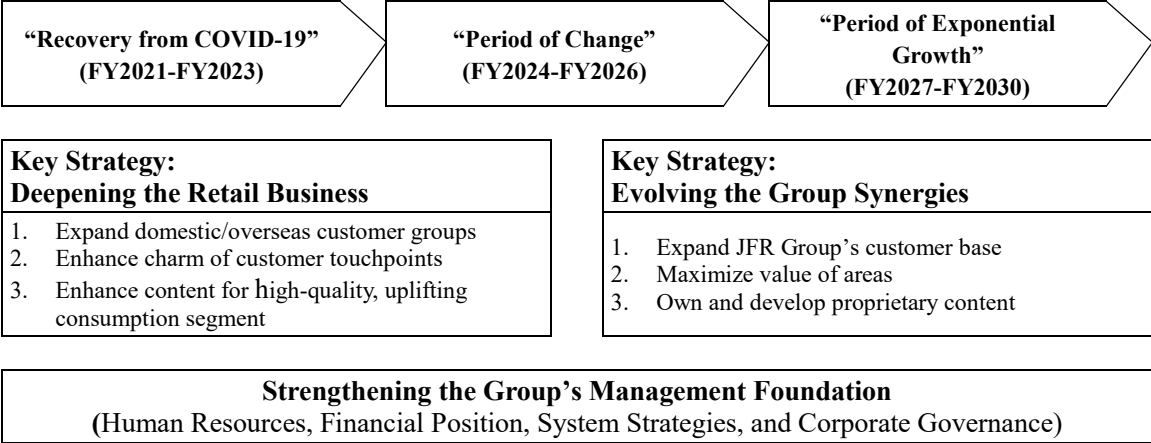 “Recovery from COVID-19”
(FY2021-FY2023)
“Period of Change”
(FY2024-FY2026)
“Period of Exponential
Growth”
(FY2027-FY2030)
Key Strategy:
Deepening the Retail Business
1. Expand domestic/overseas customer groups
2. Enhance charm of customer touchpoints
3. Enhance content for high-quality, uplifting
consumption segment
Key Strategy:
Evolving the Group Synergies
1. Expand JFR Group’s customer base
2. Maximize value of areas
3. Own and develop proprietary content
Strengthening the Group’s Management Foundation
(Human Resources, Financial Position, System Strategies, and Corporate Governance)